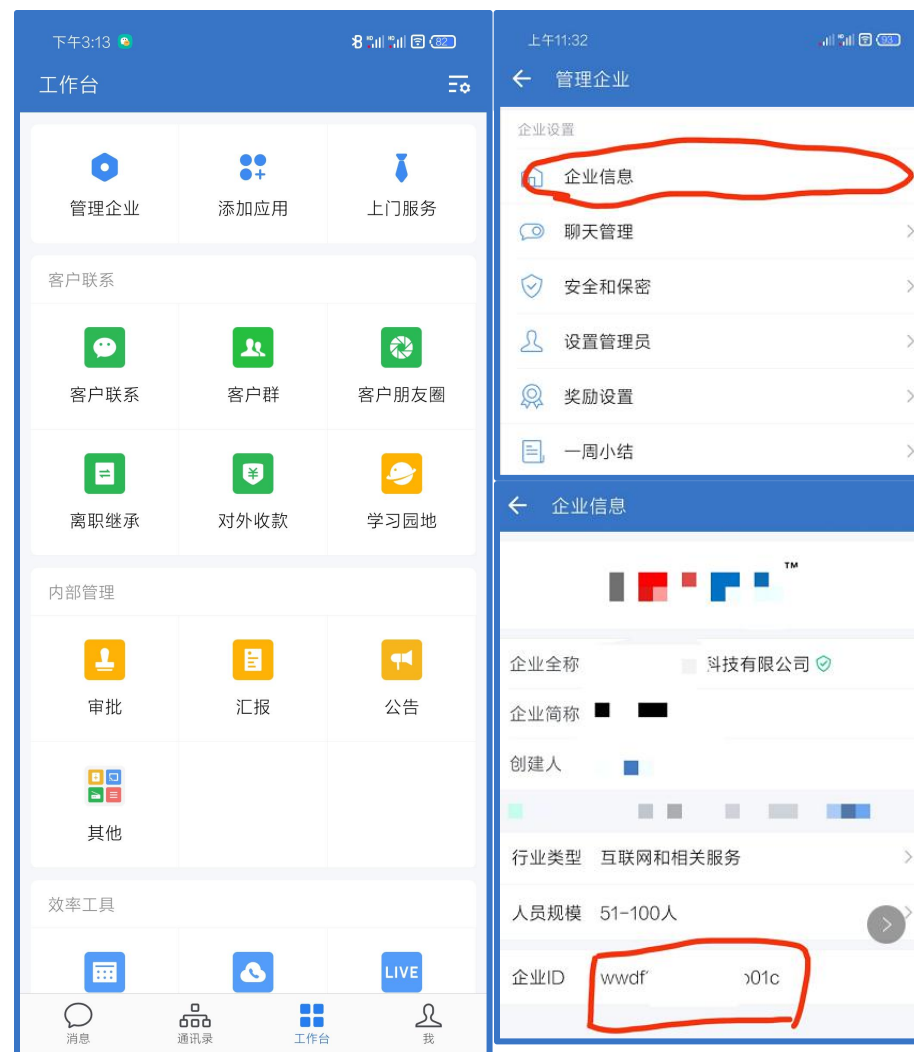 下午3:13
82
工作台
管理企业
添加应用
上门服务
客户联系
客户联系
客户群
客户朋友圈
离职继承
对外收款
学习园地
内部管理
审批
汇报
公告
其他
效率工具
LIVE
消息
通讯录
工作台
我
上午11:32
93
管理企业
企业设置
企业信息
聊天管理
安全和保密
设置管理员
奖励设置
一周小结
企业信息
TM
企业全称 科技有限公司
企业简称
创建人
行业类型 互联网和相关服务
人员规模 51-100人
企业ID wwdf 01c